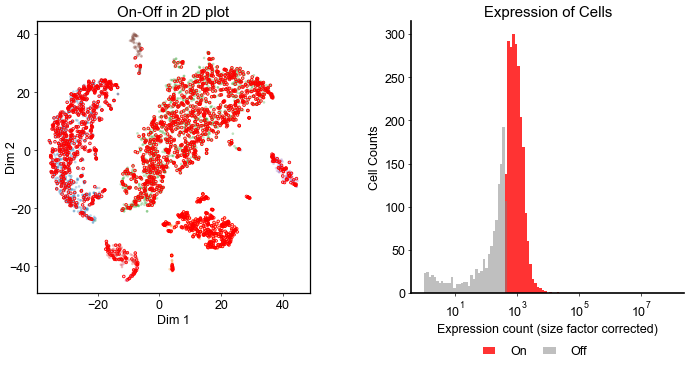 On-Off in 2D plot
Expression of Cells
40
20
0
−20
−40
Dim 2
−20
0
20
40
Dim 1
300
250
200
150
100
50
0
Cell Counts
10^1
10^3
10^5
10^7
Expression count (size factor corrected)
On
Off